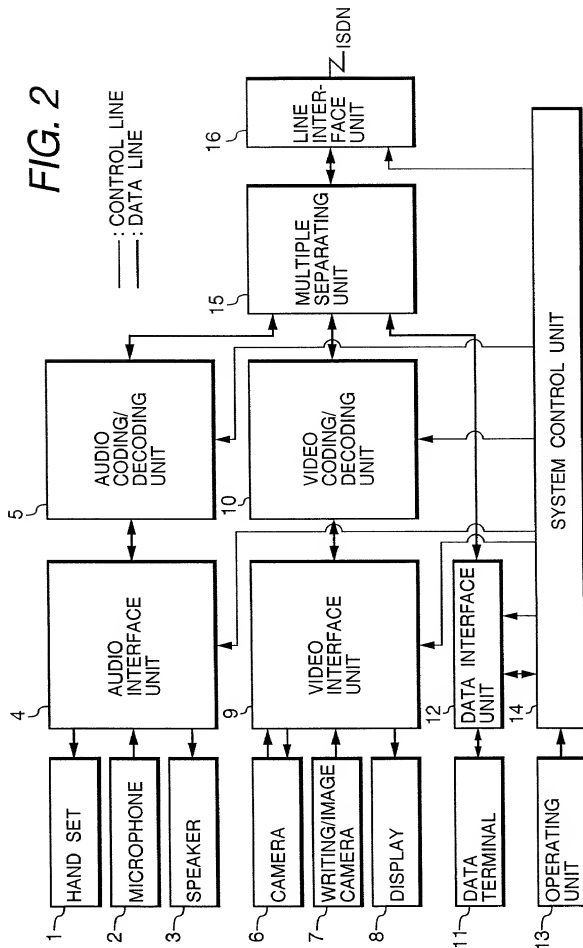 FIG. 2
——: CONTROL LINE
——: DATA LINE
1
HAND SET
2
MICROPHONE
3
SPEAKER
4
AUDIO
INTERFACE
UNIT
5
AUDIO
CODING/
DECODING
UNIT
6
CAMERA
7
WRITING/IMAGE
CAMERA
8
DISPLAY
9
VIDEO
INTERFACE
UNIT
10
VIDEO
CODING/
DECODING
UNIT
11
DATA
TERMINAL
12
DATA INTERFACE
UNIT
13
OPERATING
UNIT
14
SYSTEM CONTROL UNIT
15
MULTIPLE
SEPARATING
UNIT
16
LINE
INTER-
FACE
UNIT
ISDN